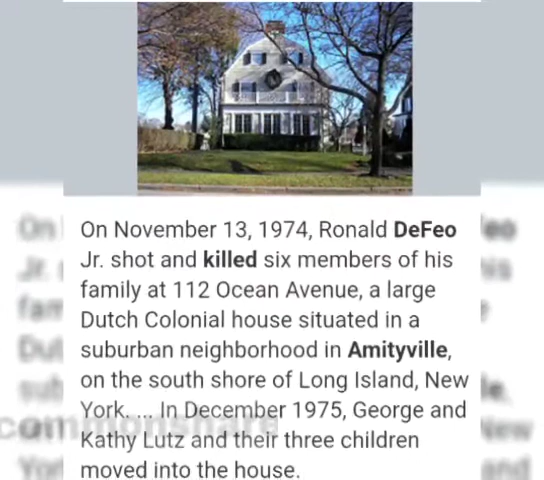 On November 13, 1974, Ronald DeFeo
Jr. shot and killed six members of his
family at 112 Ocean Avenue, a large
Dutch Colonial house situated in a
suburban neighborhood in Amityville,
on the south shore of Long Island, New
York. ... In December 1975, George and
commonshare
Kathy Lutz and their three children
moved into the house.